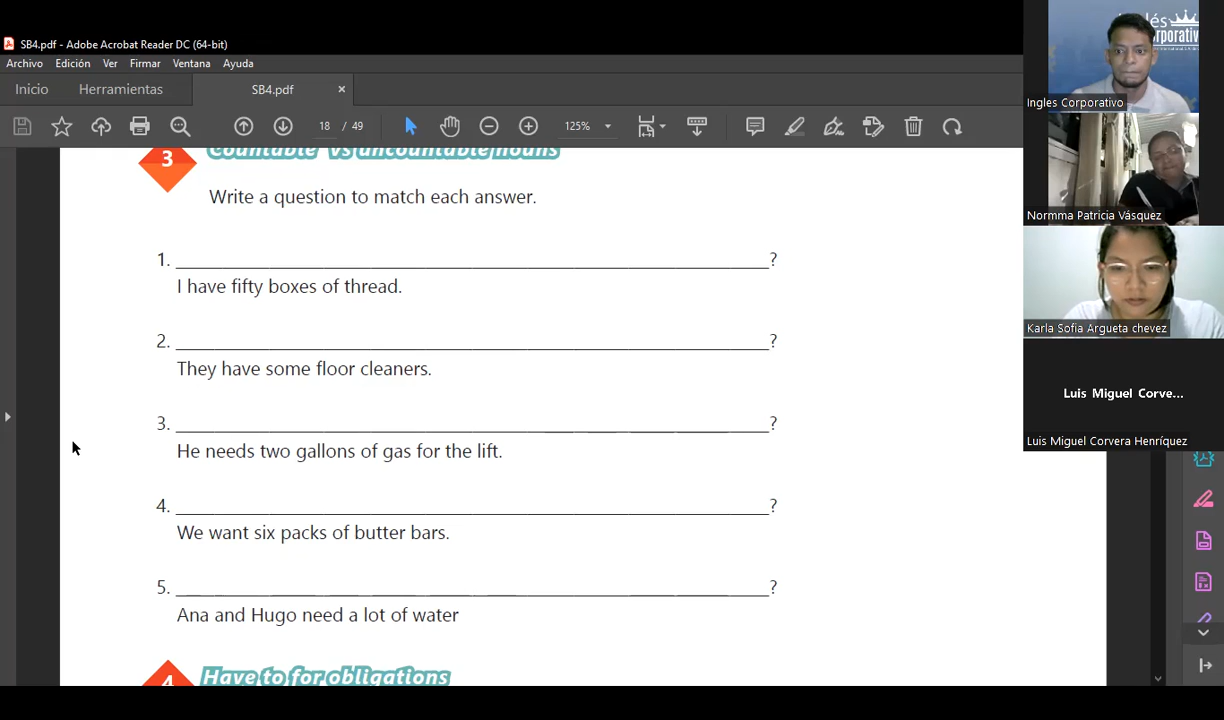 SB4.pdf - Adobe Acrobat Reader DC (64-bit)
Archivo Edición Ver Firmar Ventana Ayuda
Inicio Herramientas SB4.pdf ×
18 / 49 125%
3 Countable vs uncountable nouns
Write a question to match each answer.
1. ?
I have fifty boxes of thread.
2. ?
They have some floor cleaners.
3. ?
He needs two gallons of gas for the lift.
4. ?
We want six packs of butter bars.
5. ?
Ana and Hugo need a lot of water
4 Have to for obligations
Ingles Corporativo
Normma Patricia Vásquez
Karla Sofia Argueta chevez
Luis Miguel Corve...
Luis Miguel Corvera Henríquez